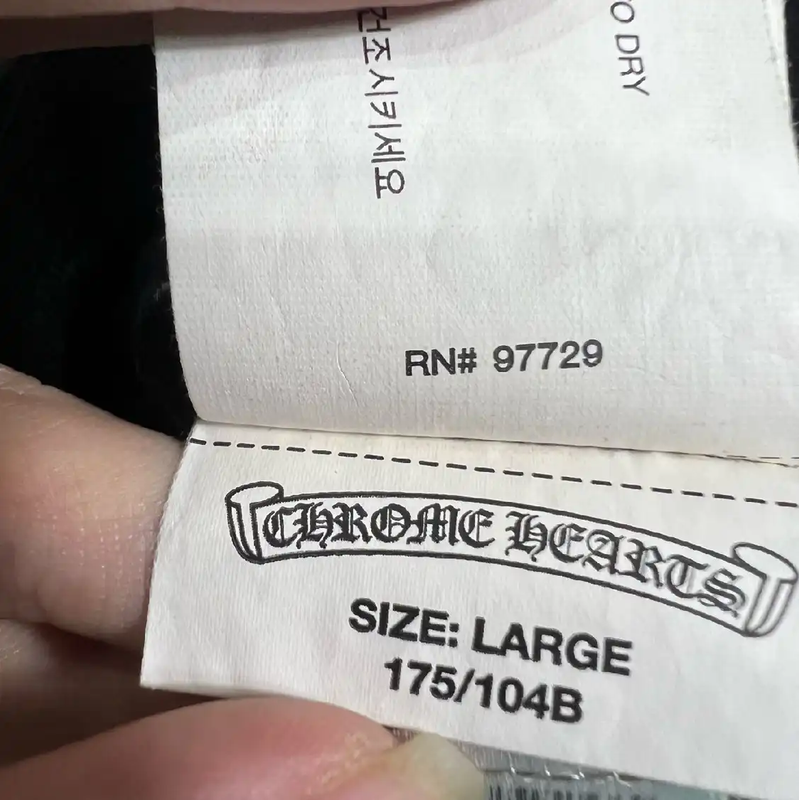 건조시키세요
O DRY
RN# 97729
CHROME HEARTS
SIZE: LARGE
175/104B